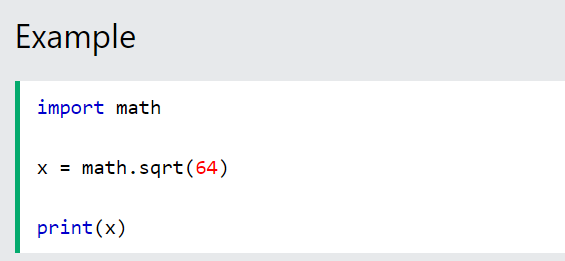 Example
import math
x = math.sqrt(64)
print(x)